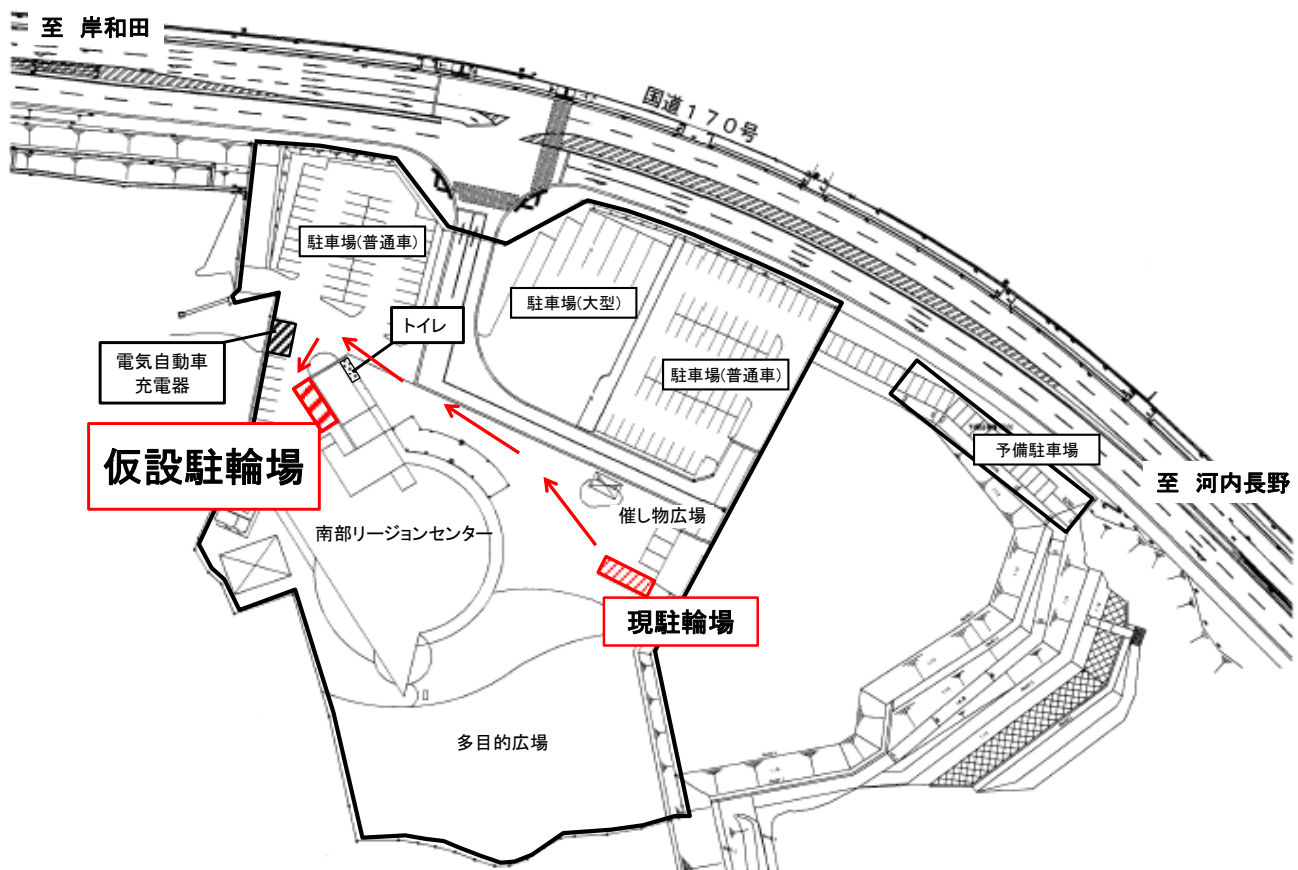 至 岸和田
国道170号
駐車場(普通車)
駐車場(大型)
トイレ
電気自動車
充電器
駐車場(普通車)
予備駐車場
仮設駐輪場
至 河内長野
催し物広場
南部リージョンセンター
現駐輪場
多目的広場